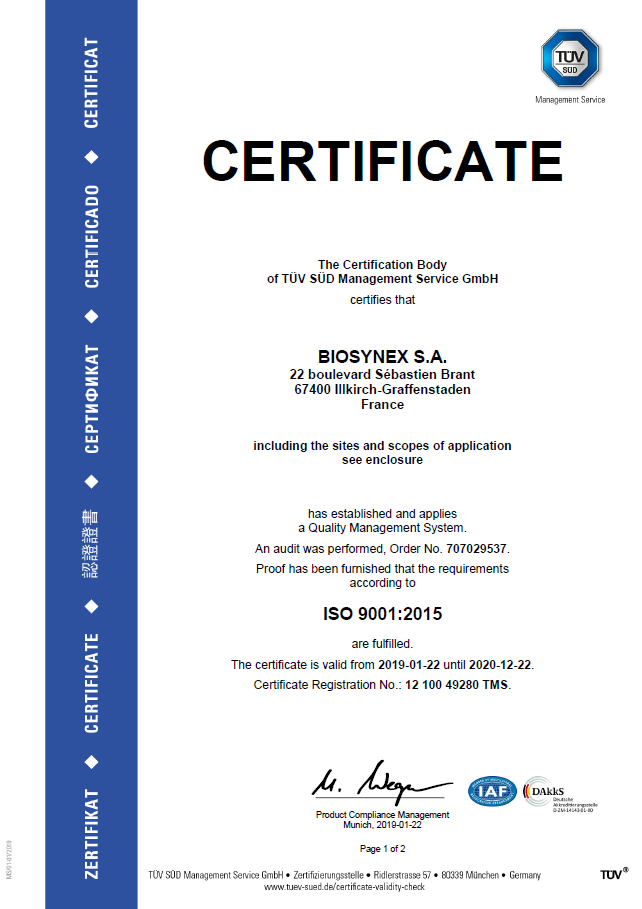 TÜV
SÜD
Management Service
CERTIFICATE
The Certification Body
of TÜV SÜD Management Service GmbH
certifies that
BIOSYNEX S.A.
22 boulevard Sébastien Brant
67400 Illkirch-Graffenstaden
France
including the sites and scopes of application
see enclosure
has established and applies
a Quality Management System.
An audit was performed, Order No. 707029537.
Proof has been furnished that the requirements
according to
ISO 9001:2015
are fulfilled.
The certificate is valid from 2019-01-22 until 2020-12-22.
Certificate Registration No.: 12 100 49280 TMS.
Product Compliance Management
Munich, 2019-01-22
IAF
DAkkS
Deutsche
Akkreditierungsstelle
D-ZM-14143-01-00
Page 1 of 2
TÜV SÜD Management Service GmbH • Zertifizierungsstelle • Ridlerstrasse 57 • 80339 München • Germany
www.tuev-sued.de/certificate-validity-check
TÜV®
ZERTIFIKAT ◆ CERTIFICATE ◆ 認證證書 ◆ СЕРТИФИКАТ ◆ CERTIFICADO ◆ CERTIFICAT